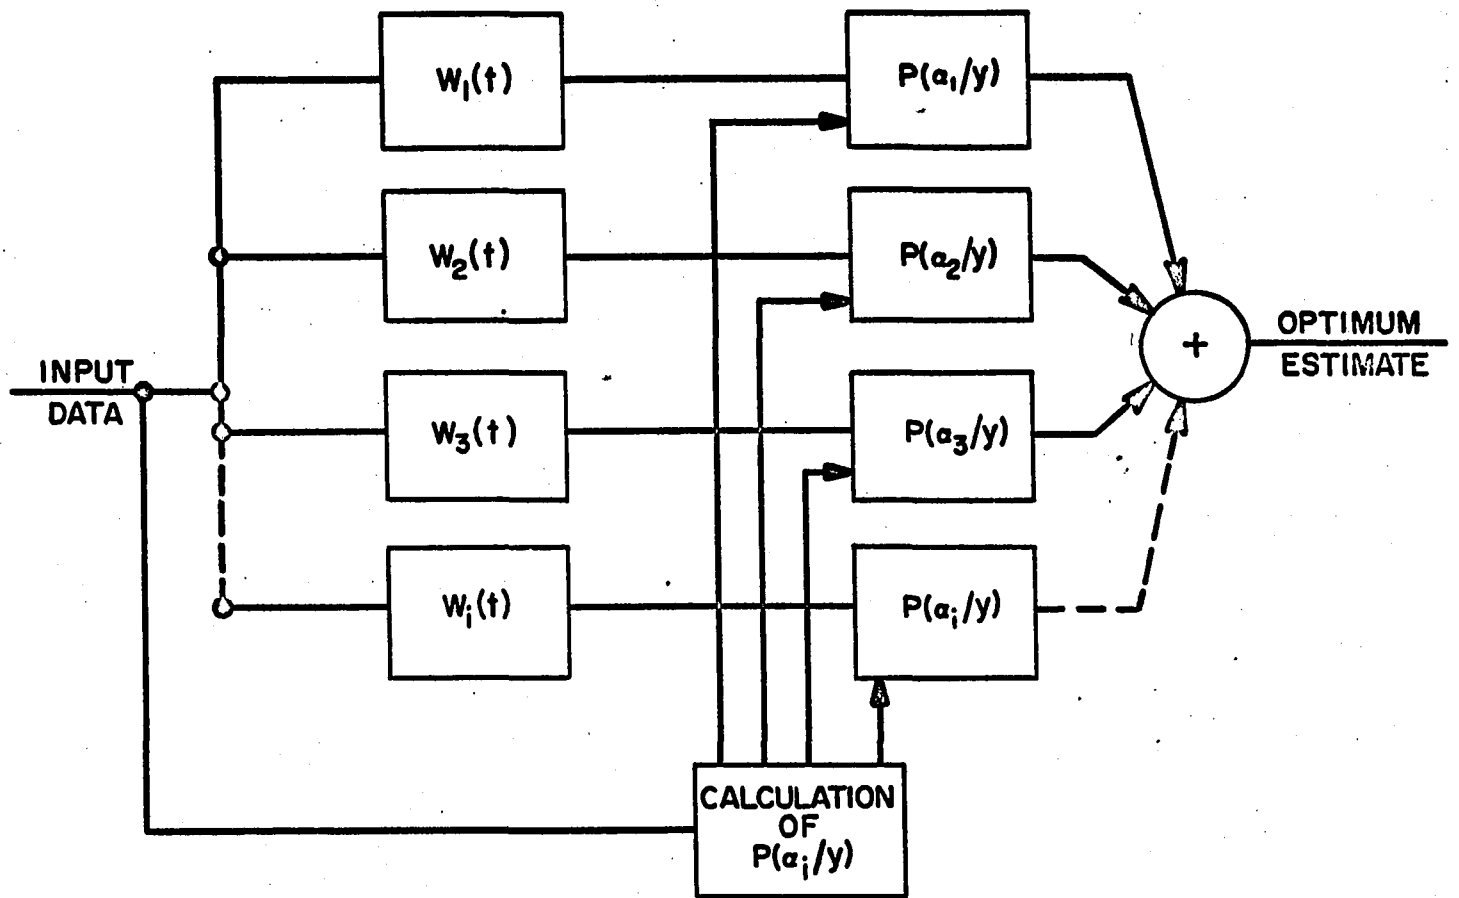 W₁(t)
P(α₁/y)
W₂(t)
P(α₂/y)
+
OPTIMUM
ESTIMATE
INPUT
DATA
W₃(t)
P(α₃/y)
Wᵢ(t)
P(αᵢ/y)
CALCULATION
OF
P(αᵢ/y)